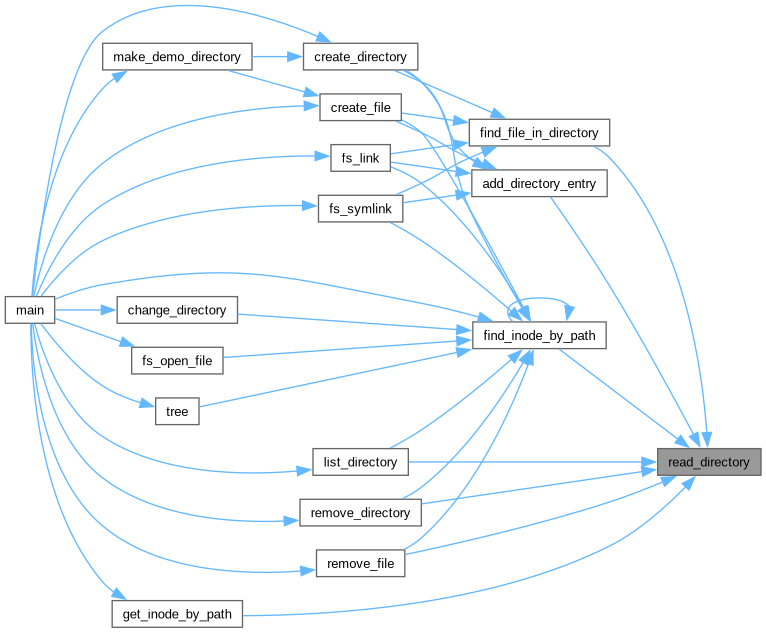 make_demo_directory
create_directory
create_file
find_file_in_directory
fs_link
add_directory_entry
fs_symlink
main
change_directory
find_inode_by_path
fs_open_file
tree
list_directory
read_directory
remove_directory
remove_file
get_inode_by_path